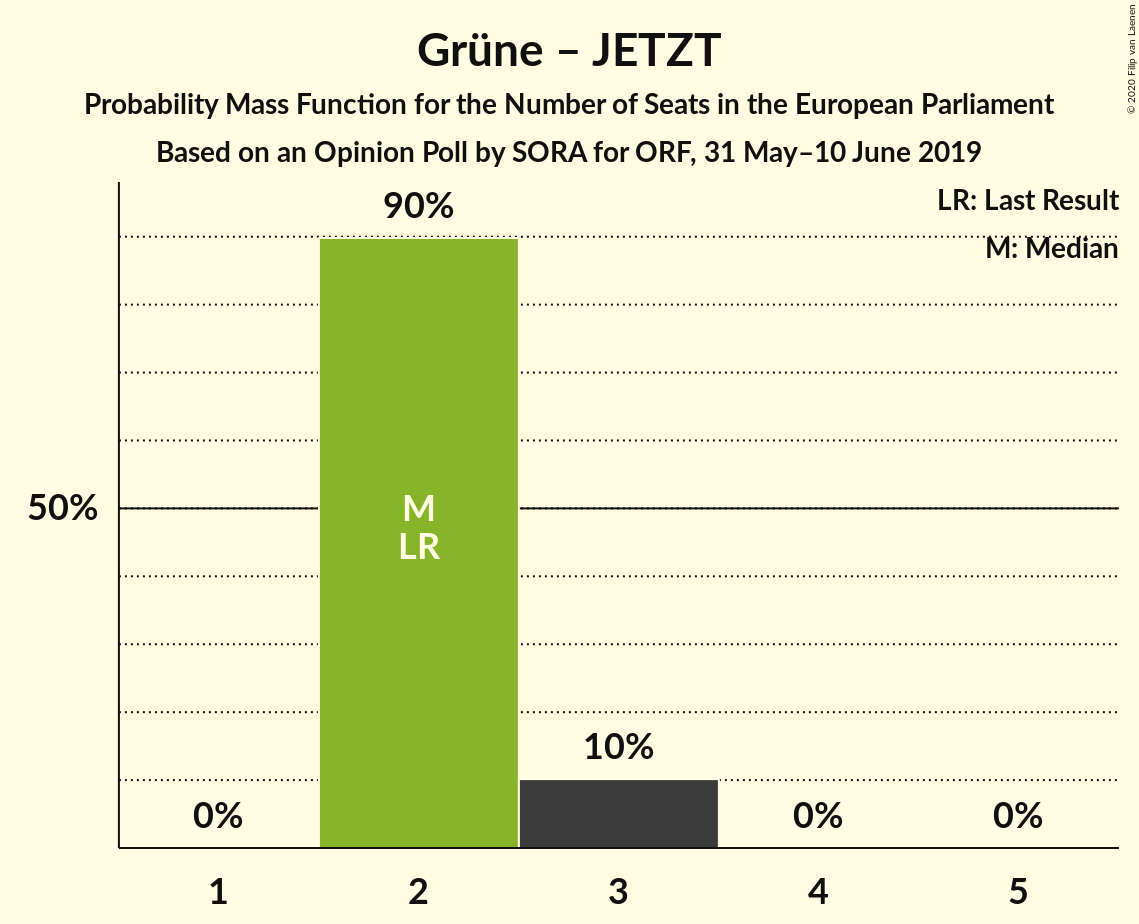 Grüne – JETZT
Probability Mass Function for the Number of Seats in the European Parliament
Based on an Opinion Poll by SORA for ORF, 31 May–10 June 2019
© 2020 Filip van Laenen
LR: Last Result
M: Median
90%
50%
M
LR
10%
0%
0%
0%
1
2
3
4
5